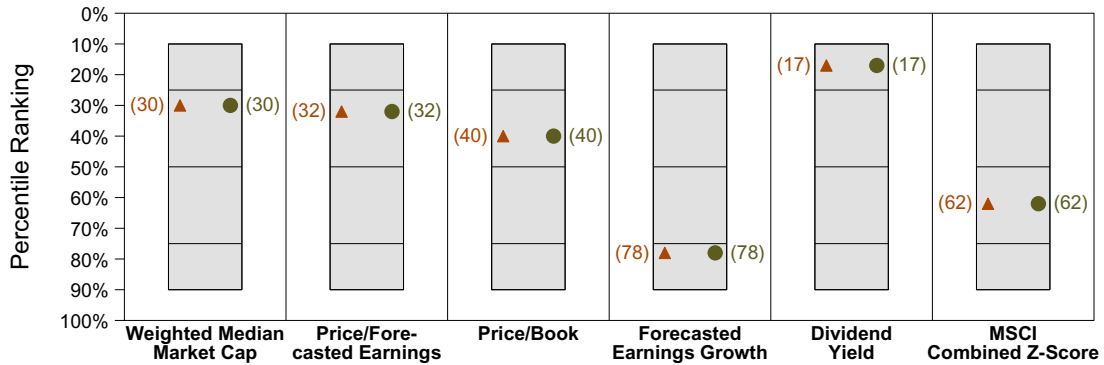 Percentile Ranking
0%
10%
20%
30%
40%
50%
60%
70%
80%
90%
100%
(30) (30)
(32) (32)
(40) (40)
(78) (78)
(17) (17)
(62) (62)
Weighted Median
Market Cap
Price/Fore-
casted Earnings
Price/Book
Forecasted
Earnings Growth
Dividend
Yield
MSCI
Combined Z-Score